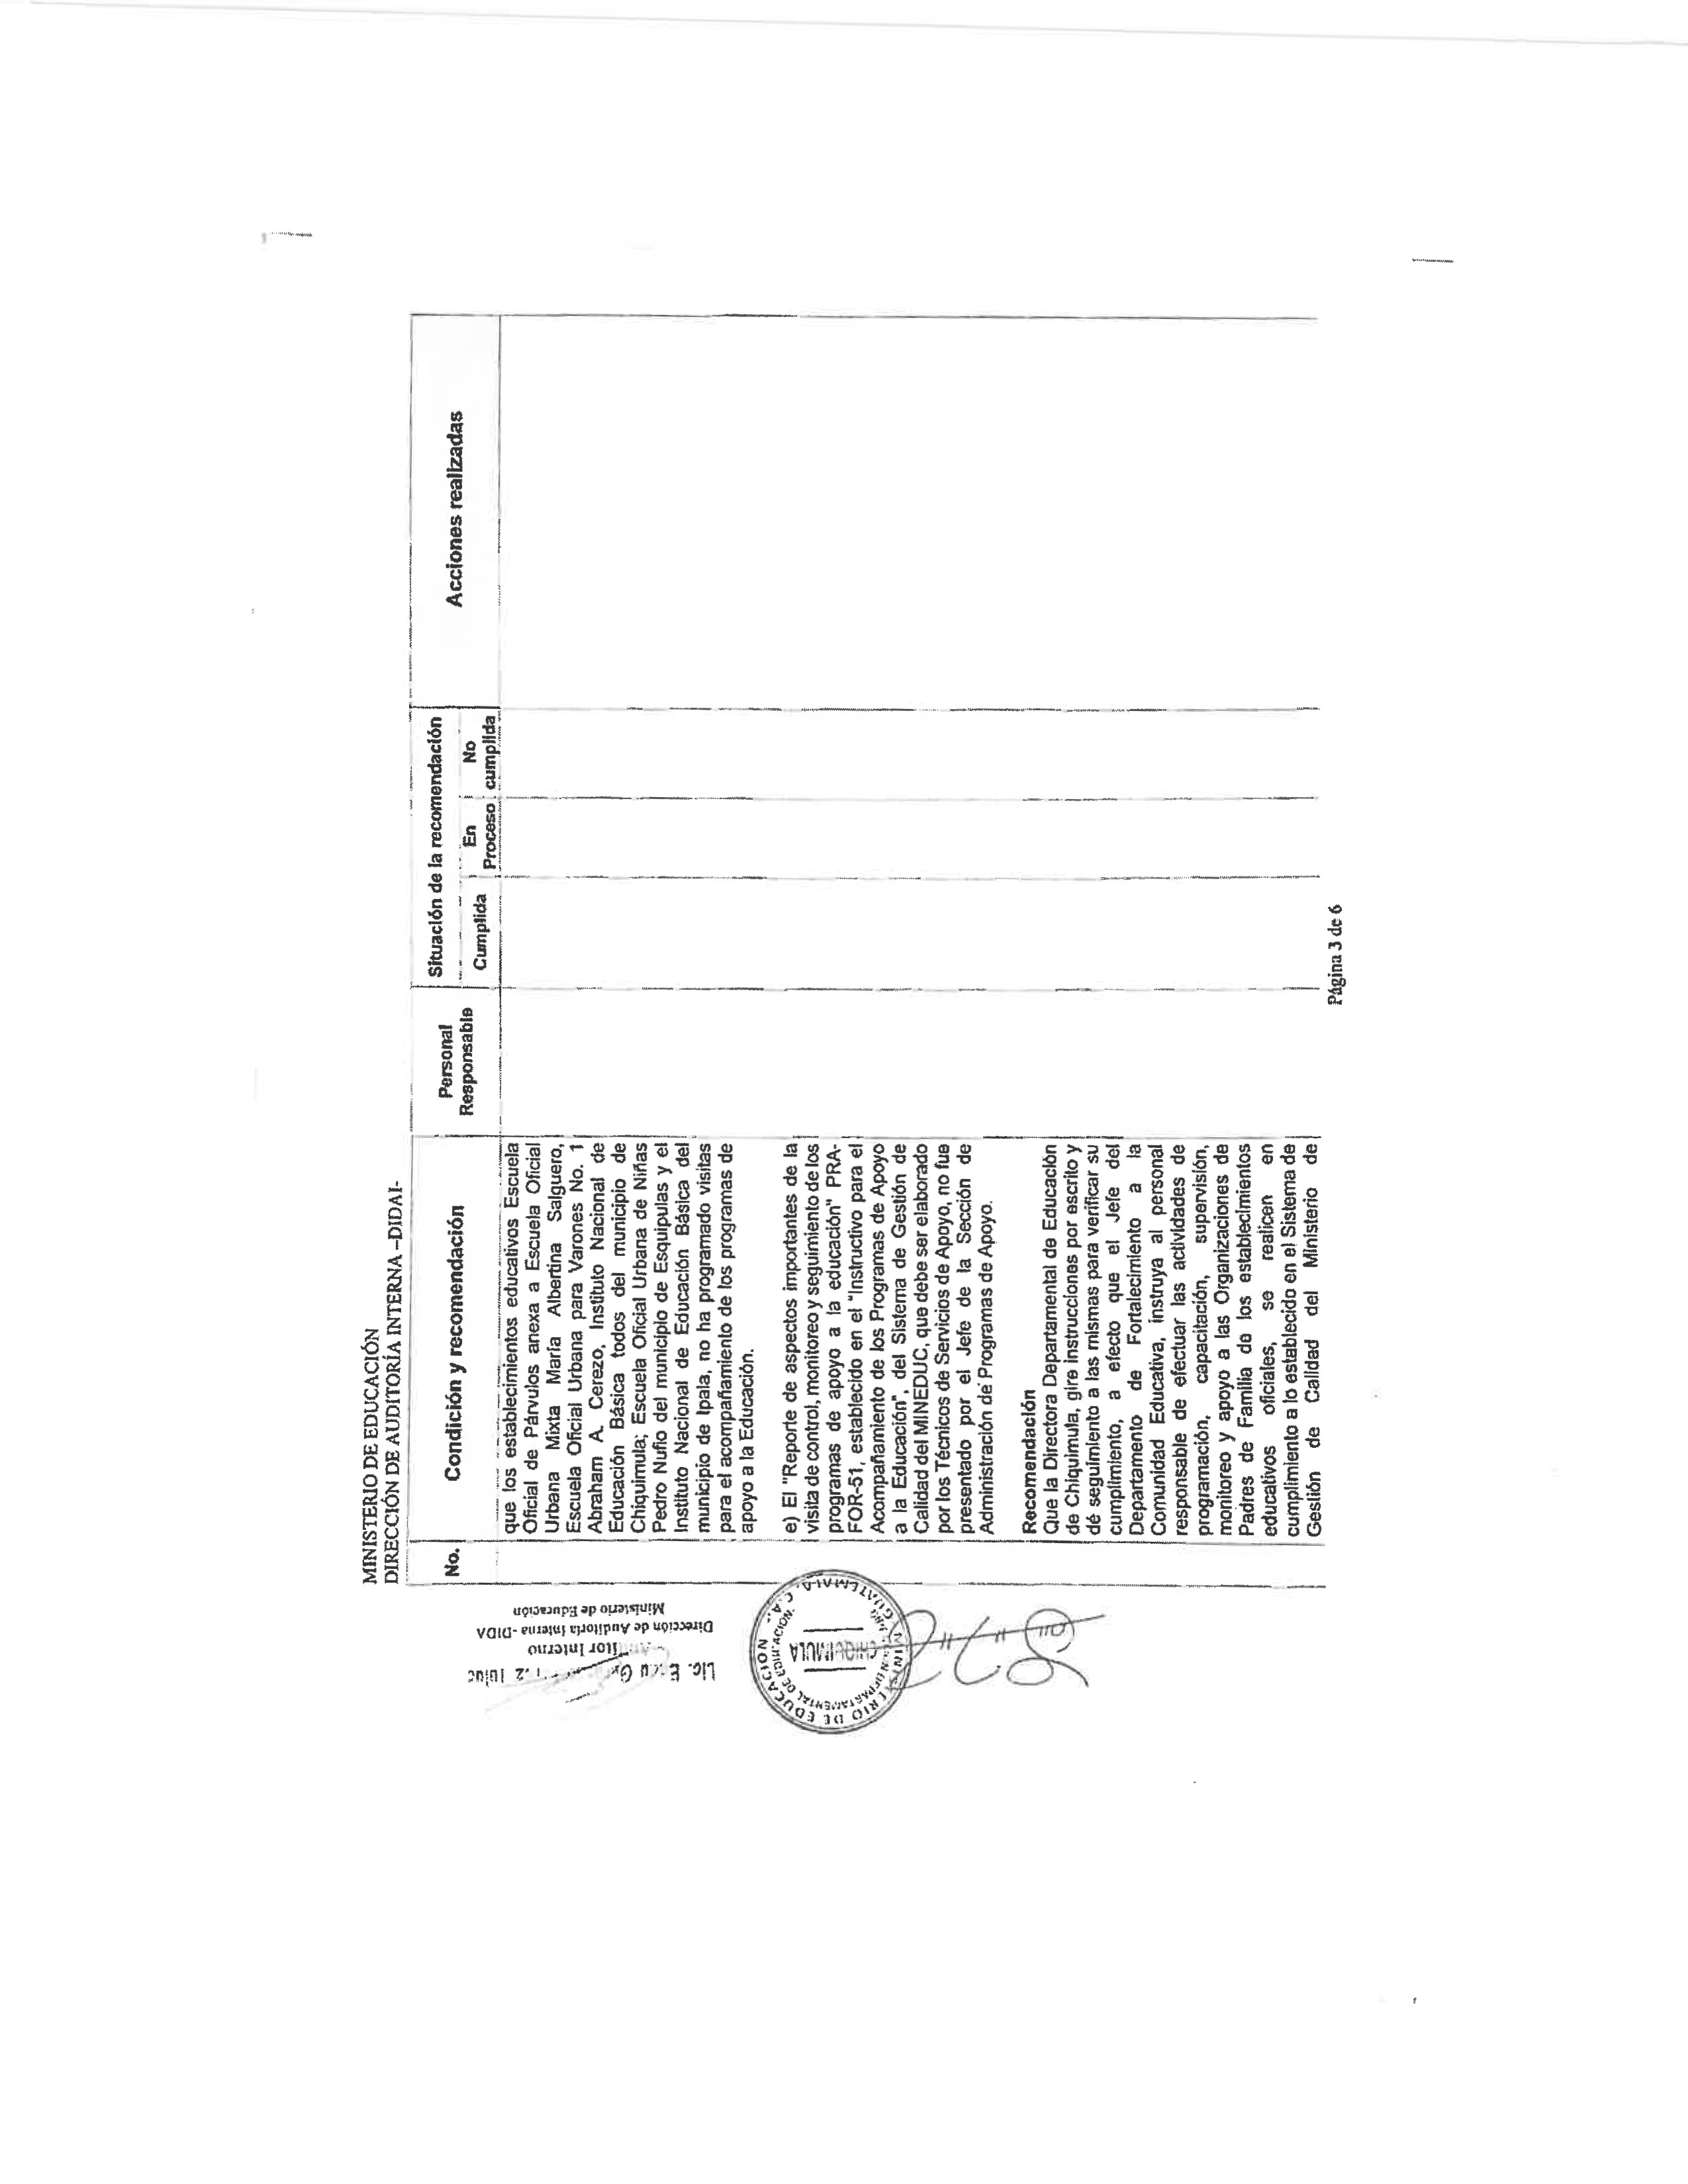 MINISTERIO DE EDUCACIÓN
DIRECCIÓN DE AUDITORÍA INTERNA –DIDAI-
No.
Condición y recomendación
Personal
Responsable
Situación de la recomendación
Cumplida
En
Proceso
No
cumplida
Acciones realizadas
que los establecimientos educativos Escuela
Oficial de Párvulos anexa a Escuela Oficial
Urbana Mixta María Albertina Salguero,
Escuela Oficial Urbana para Varones No. 1
Abraham A. Cerezo, Instituto Nacional de
Educación Básica todos del municipio de
Chiquimula; Escuela Oficial Urbana de Niñas
Pedro Nufio del municipio de Esquipulas y el
Instituto Nacional de Educación Básica del
municipio de Ipala, no ha programado visitas
para el acompañamiento de los programas de
apoyo a la Educación.
e) El "Reporte de aspectos importantes de la
visita de control, monitoreo y seguimiento de los
programas de apoyo a la educación" PRA-
FOR-51, establecido en el "Instructivo para el
Acompañamiento de los Programas de Apoyo
a la Educación", del Sistema de Gestión de
Calidad del MINEDUC, que debe ser elaborado
por los Técnicos de Servicios de Apoyo, no fue
presentado por el Jefe de la Sección de
Administración de Programas de Apoyo.
Recomendación
Que la Directora Departamental de Educación
de Chiquimula, gire instrucciones por escrito y
dé seguimiento a las mismas para verificar su
cumplimiento, a efecto que el Jefe del
Departamento de Fortalecimiento a la
Comunidad Educativa, instruya al personal
responsable de efectuar las actividades de
programación, capacitación, supervisión,
monitoreo y apoyo a las Organizaciones de
Padres de Familia de los establecimientos
educativos oficiales, se realicen en
cumplimiento a lo establecido en el Sistema de
Gestión de Calidad del Ministerio de
Página 3 de 6
Lic.
Interno
Dirección de Auditoría Interna -DIDA
Ministerio de Educación
DE EDUCACION
GUATEMALA, C.A.
DEPARTAMENTAL DE EDUCACION
CHIQUIMULA